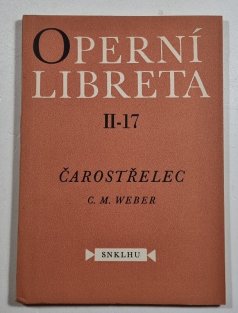 OPERNÍ
LIBRETA
II-17
ČAROSTŘELEC
C. M. WEBER
SNKLHU